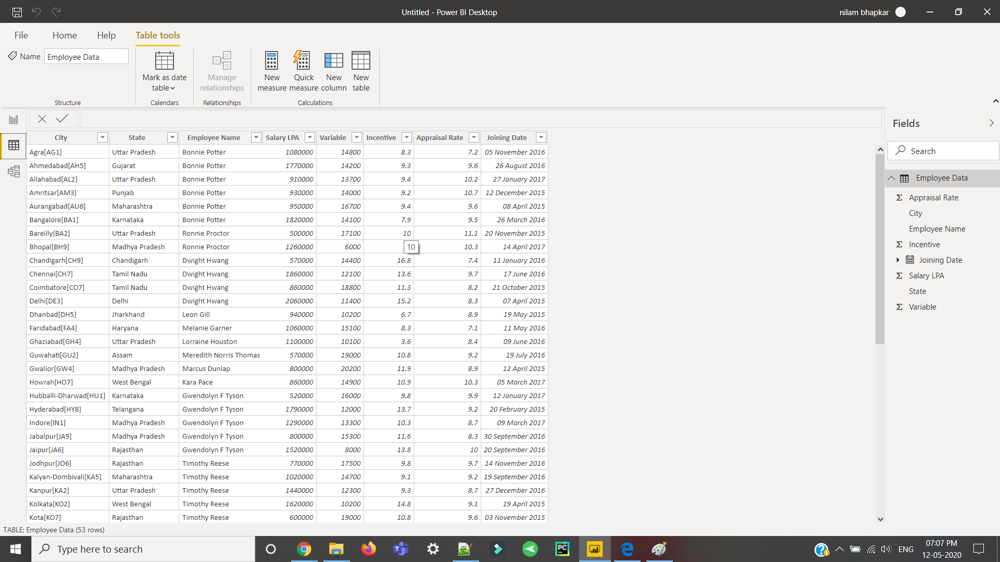 Untitled - Power BI Desktop
nilam bhapkar
File Home Help Table tools
Name Employee Data
Mark as date table
Manage relationships
New measure
Quick measure
New column
New table
Structure Calendars Relationships Calculations
Fields
Search
City State Employee Name Salary LPA Variable Incentive Appraisal Rate Joining Date
Agra[AG1] Uttar Pradesh Bonnie Potter 1080000 14800 8.3 7.2 05 November 2016
Ahmedabad[AH5] Gujarat Bonnie Potter 1770000 14200 9.3 9.6 26 August 2016
Allahabad[AL2] Uttar Pradesh Bonnie Potter 910000 13700 9.4 10.2 27 January 2017
Amritsar[AM3] Punjab Bonnie Potter 930000 14000 9.2 10.7 12 December 2015
Aurangabad[AU8] Maharashtra Bonnie Potter 950000 16700 9.4 9.6 08 April 2015
Bangalore[BA1] Karnataka Bonnie Potter 1820000 14100 7.9 9.5 26 March 2016
Bareilly[BA2] Uttar Pradesh Ronnie Proctor 500000 17100 10 11.1 20 November 2015
Bhopal[BH9] Madhya Pradesh Ronnie Proctor 1260000 6000 10 10.3 14 April 2017
Chandigarh[CH9] Chandigarh Dwight Hwang 570000 14400 16.8 7.4 11 January 2016
Chennai[CH7] Tamil Nadu Dwight Hwang 1860000 12100 13.6 9.7 17 June 2016
Coimbatore[CO7] Tamil Nadu Dwight Hwang 860000 18800 11.3 8.2 21 October 2015
Delhi[DE3] Delhi Dwight Hwang 2060000 11400 15.2 8.3 07 April 2015
Dhanbad[DH5] Jharkhand Leon Gill 940000 10200 6.7 8.9 19 May 2015
Faridabad[FA4] Haryana Melanie Garner 1060000 15100 8.3 7.1 11 May 2016
Ghaziabad[GH4] Uttar Pradesh Lorraine Houston 1100000 10100 3.6 8.4 09 June 2016
Guwahati[GU2] Assam Meredith Norris Thomas 570000 19000 10.8 9.2 19 July 2016
Gwalior[GW4] Madhya Pradesh Marcus Dunlap 800000 20200 11.9 8.9 12 April 2015
Howrah[HO7] West Bengal Kara Pace 860000 14900 10.9 10.3 05 March 2017
Hubballi-Dharwad[HU1] Karnataka Gwendolyn F Tyson 520000 16000 9.8 9.9 12 January 2017
Hyderabad[HY8] Telangana Gwendolyn F Tyson 1790000 12000 13.7 9.2 20 February 2015
Indore[IN1] Madhya Pradesh Gwendolyn F Tyson 1290000 13300 10.3 8.7 09 March 2017
Jabalpur[JA9] Madhya Pradesh Gwendolyn F Tyson 800000 15300 11.6 8.3 30 September 2016
Jaipur[JA6] Rajasthan Gwendolyn F Tyson 1520000 8000 13.8 10 20 September 2016
Jodhpur[JO6] Rajasthan Timothy Reese 770000 17500 9.8 9.7 14 November 2016
Kalyan-Dombivali[KA5] Maharashtra Timothy Reese 1020000 14700 9.1 9.2 19 September 2016
Kanpur[KA2] Uttar Pradesh Timothy Reese 1440000 12300 9.3 8.7 27 December 2016
Kolkata[KO2] West Bengal Timothy Reese 1620000 10200 14.8 9.1 19 April 2015
Kota[KO7] Rajasthan Timothy Reese 600000 19000 10.8 9.6 03 November 2015
Employee Data
Appraisal Rate
City
Employee Name
Incentive
Joining Date
Salary LPA
State
Variable
TABLE: Employee Data (53 rows)
Type here to search
PC
ENG
07:07 PM
12-05-2020